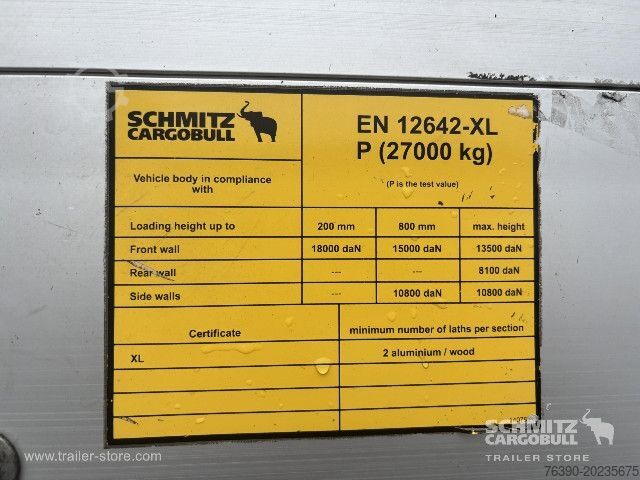 SCHMITZ
CARGOBULL
EN 12642-XL
P (27000 kg)
Vehicle body in compliance
with
(P is the test value)
Loading height up to 200 mm 800 mm max. height
Front wall 18000 daN 15000 daN 13500 daN
Rear wall --- --- 8100 daN
Side walls --- 10800 daN 10800 daN
Certificate minimum number of laths per section
XL 2 aluminium / wood
SCHMITZ
CARGOBULL
TRAILER STORE
www.trailer-store.com
76390-20235675